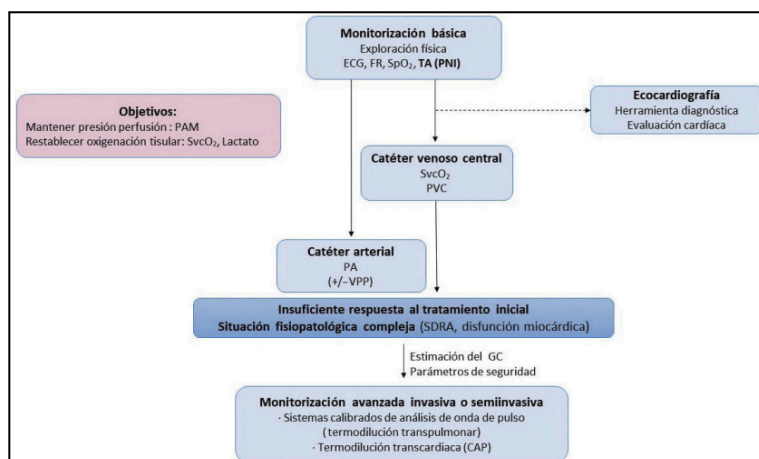 Monitorización básica
Exploración física
ECG, FR, SpO₂, TA (PNI)
Objetivos:
Mantener presión perfusión : PAM
Restablecer oxigenación tisular: SvcO₂, Lactato
Ecocardiografía
Herramienta diagnóstica
Evaluación cardíaca
Catéter venoso central
SvcO₂
PVC
Catéter arterial
PA
(+/−VPP)
Insuficiente respuesta al tratamiento inicial
Situación fisiopatológica compleja (SDRA, disfunción miocárdica)
Estimación del GC
Parámetros de seguridad
Monitorización avanzada invasiva o semiinvasiva
· Sistemas calibrados de análisis de onda de pulso
(termodilución transpulmonar)
· Termodilución transcardiaca (CAP)